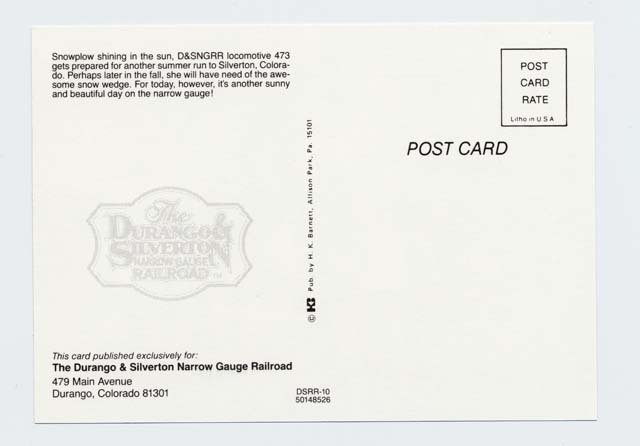 Snowplow shining in the sun, D&SNGRR locomotive 473
gets prepared for another summer run to Silverton, Colora-
do. Perhaps later in the fall, she will have need of the awe-
some snow wedge. For today, however, it's another sunny
and beautiful day on the narrow gauge!
The
DURANGO &
SILVERTON
NARROW GAUGE
RAILROAD TM
This card published exclusively for:
The Durango & Silverton Narrow Gauge Railroad
479 Main Avenue
Durango, Colorado 81301
DSRR-10
50148526
© HKB Pub. by H. K. Barnett, Allison Park, Pa. 15101
POST
CARD
RATE
Litho in U S A
POST CARD